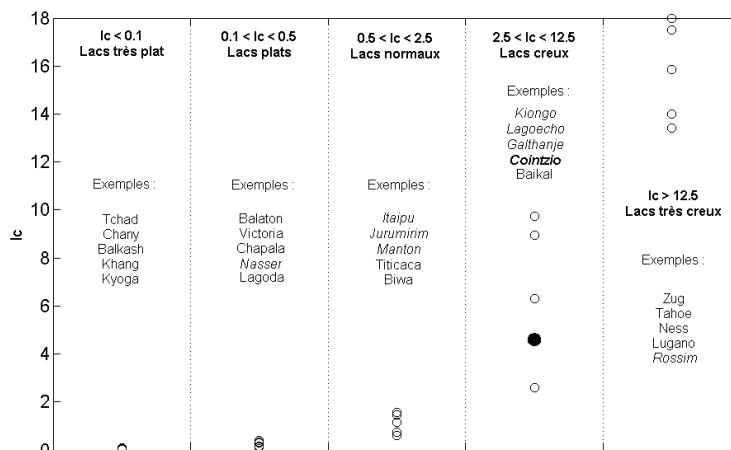 Ic
18
16
14
12
10
8
6
4
2
0
Ic < 0.1
Lacs très plat
Exemples :
Tchad
Chany
Balkash
Khang
Kyoga
0.1 < Ic < 0.5
Lacs plats
Exemples :
Balaton
Victoria
Chapala
Nasser
Lagoda
0.5 < Ic < 2.5
Lacs normaux
Exemples :
Itaipu
Jurumirim
Manton
Titicaca
Biwa
2.5 < Ic < 12.5
Lacs creux
Exemples :
Kiongo
Lagoecho
Galthanje
Cointzio
Baikal
Ic > 12.5
Lacs très creux
Exemples :
Zug
Tahoe
Ness
Lugano
Rossim